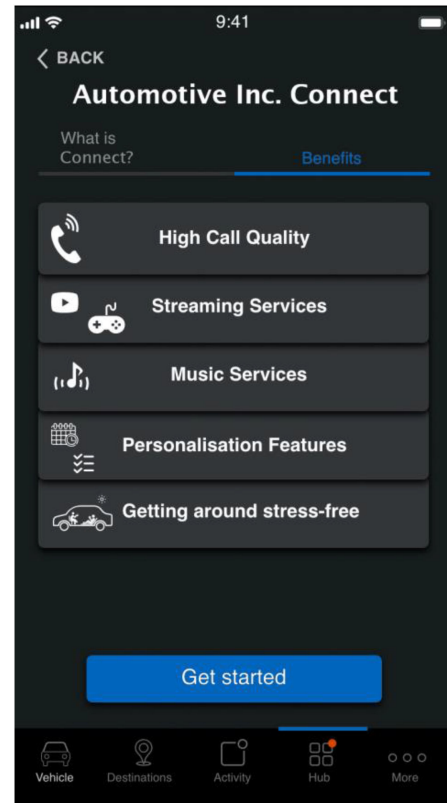 9:41
BACK
Automotive Inc. Connect
What is
Connect?
Benefits
High Call Quality
Streaming Services
Music Services
Personalisation Features
Getting around stress-free
Get started
Vehicle
Destinations
Activity
Hub
More